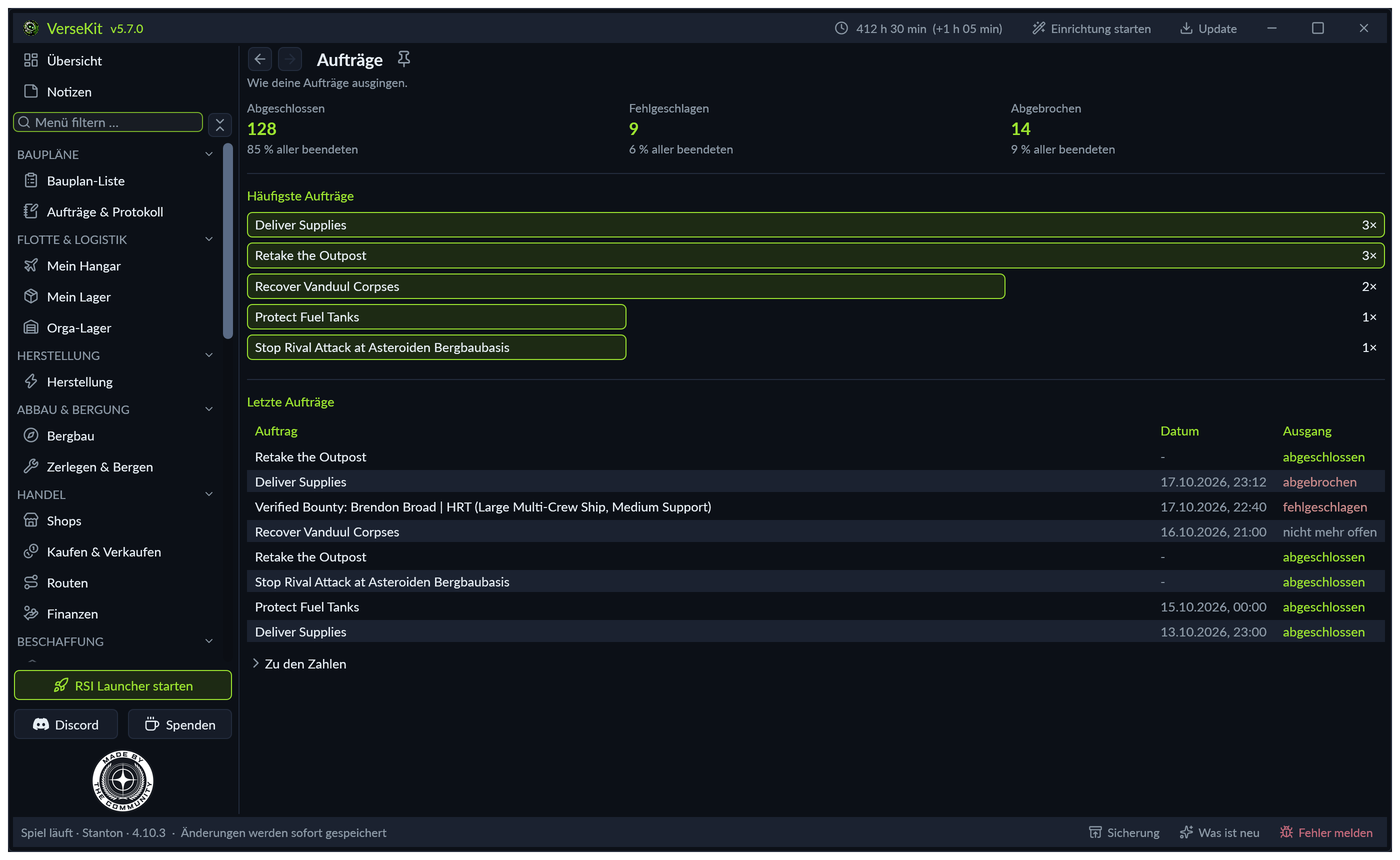 VerseKit v5.7.0
412 h 30 min (+1 h 05 min)
Einrichtung starten
Update
Übersicht
Notizen
Menü filtern ...
BAUPLÄNE
Bauplan-Liste
Aufträge & Protokoll
FLOTTE & LOGISTIK
Mein Hangar
Mein Lager
Orga-Lager
HERSTELLUNG
Herstellung
ABBAU & BERGUNG
Bergbau
Zerlegen & Bergen
HANDEL
Shops
Kaufen & Verkaufen
Routen
Finanzen
BESCHAFFUNG
RSI Launcher starten
Discord
Spenden
MADE BY
THE COMMUNITY
Aufträge
Wie deine Aufträge ausgingen.
Abgeschlossen
128
85 % aller beendeten
Fehlgeschlagen
9
6 % aller beendeten
Abgebrochen
14
9 % aller beendeten
Häufigste Aufträge
Deliver Supplies 3×
Retake the Outpost 3×
Recover Vanduul Corpses 2×
Protect Fuel Tanks 1×
Stop Rival Attack at Asteroiden Bergbaubasis 1×
Letzte Aufträge
Auftrag Datum Ausgang
Retake the Outpost - abgeschlossen
Deliver Supplies 17.10.2026, 23:12 abgebrochen
Verified Bounty: Brendon Broad | HRT (Large Multi-Crew Ship, Medium Support) 17.10.2026, 22:40 fehlgeschlagen
Recover Vanduul Corpses 16.10.2026, 21:00 nicht mehr offen
Retake the Outpost - abgeschlossen
Stop Rival Attack at Asteroiden Bergbaubasis - abgeschlossen
Protect Fuel Tanks 15.10.2026, 00:00 abgeschlossen
Deliver Supplies 13.10.2026, 23:00 abgeschlossen
Zu den Zahlen
Spiel läuft · Stanton · 4.10.3 · Änderungen werden sofort gespeichert
Sicherung
Was ist neu
Fehler melden